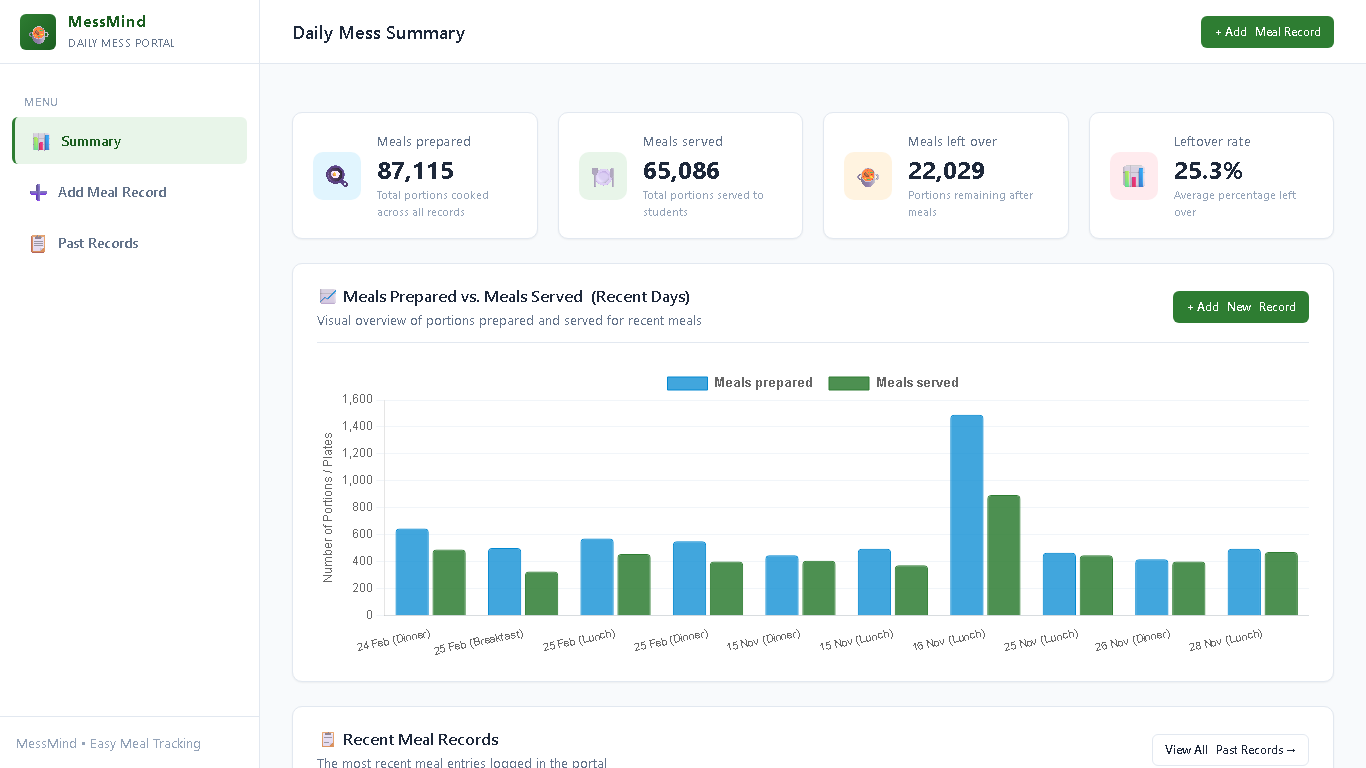 MessMind
DAILY MESS PORTAL
MENU
Summary
Add Meal Record
Past Records
MessMind • Easy Meal Tracking
Daily Mess Summary
+ Add Meal Record
Meals prepared
87,115
Total portions cooked
across all records
Meals served
65,086
Total portions served to
students
Meals left over
22,029
Portions remaining after
meals
Leftover rate
25.3%
Average percentage left
over
Meals Prepared vs. Meals Served (Recent Days)
Visual overview of portions prepared and served for recent meals
+ Add New Record
Meals prepared
Meals served
Number of Portions / Plates
1,600
1,400
1,200
1,000
800
600
400
200
0
24 Feb (Dinner)
25 Feb (Breakfast)
25 Feb (Lunch)
25 Feb (Dinner)
15 Nov (Dinner)
15 Nov (Lunch)
16 Nov (Lunch)
25 Nov (Lunch)
26 Nov (Dinner)
28 Nov (Lunch)
Recent Meal Records
The most recent meal entries logged in the portal
View All Past Records →